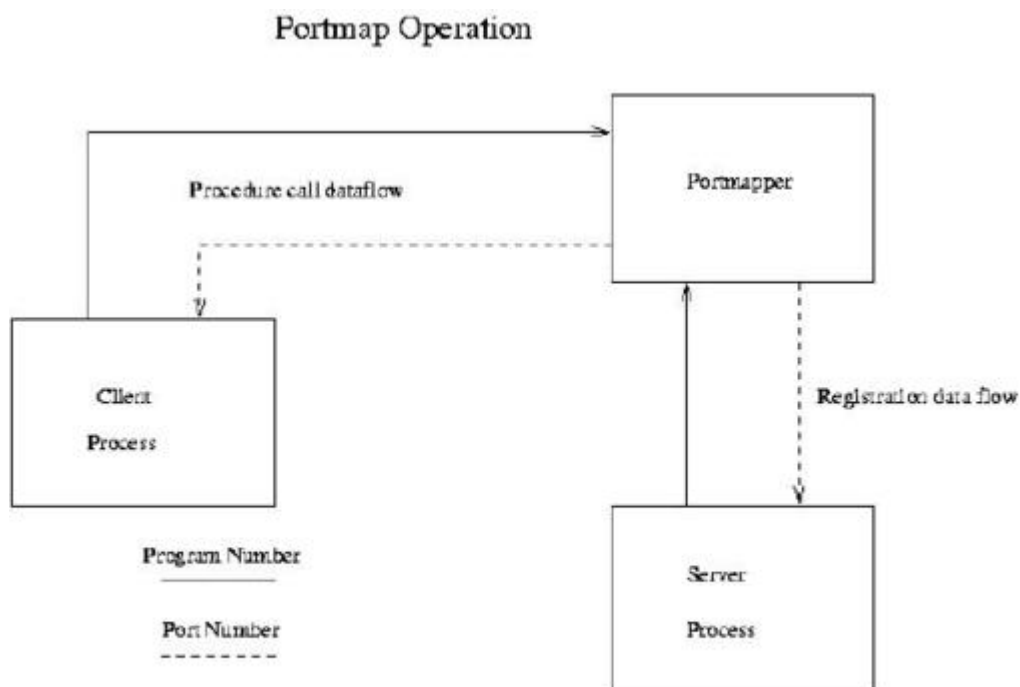 Portmap Operation
Portmapper
Procedure call dataflow
Client
Process
Registration data flow
Program Number
Port Number
Server
Process